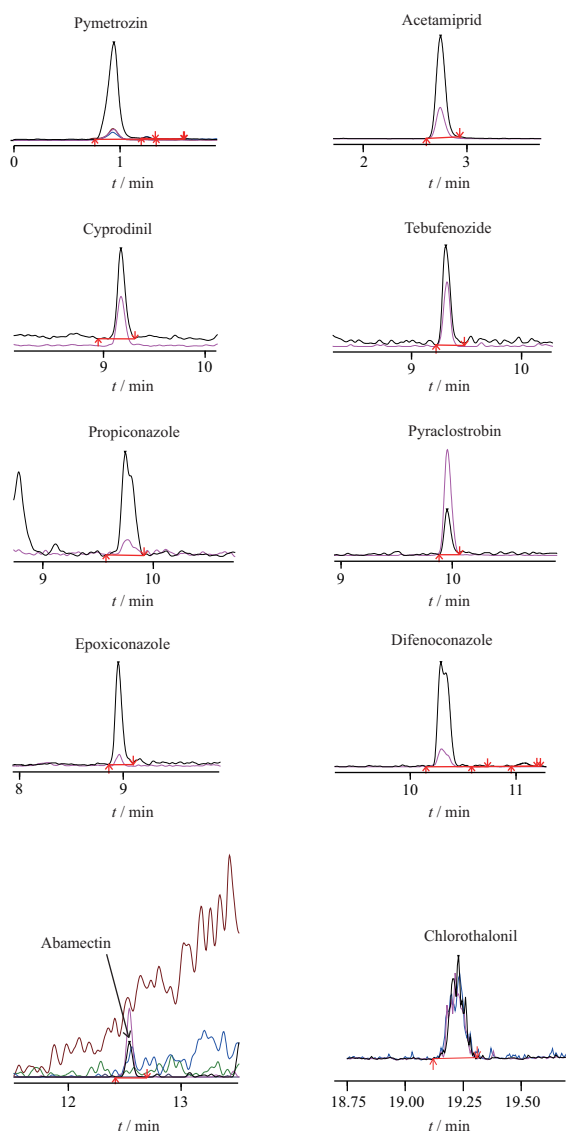 Pymetrozin
0 1
t / min
Acetamiprid
2 3
t / min
Cyprodinil
9 10
t / min
Tebufenozide
9 10
t / min
Propiconazole
9 10
t / min
Pyraclostrobin
9 10
t / min
Epoxiconazole
8 9
t / min
Difenoconazole
10 11
t / min
Abamectin
12 13
t / min
Chlorothalonil
18.75 19.00 19.25 19.50
t / min